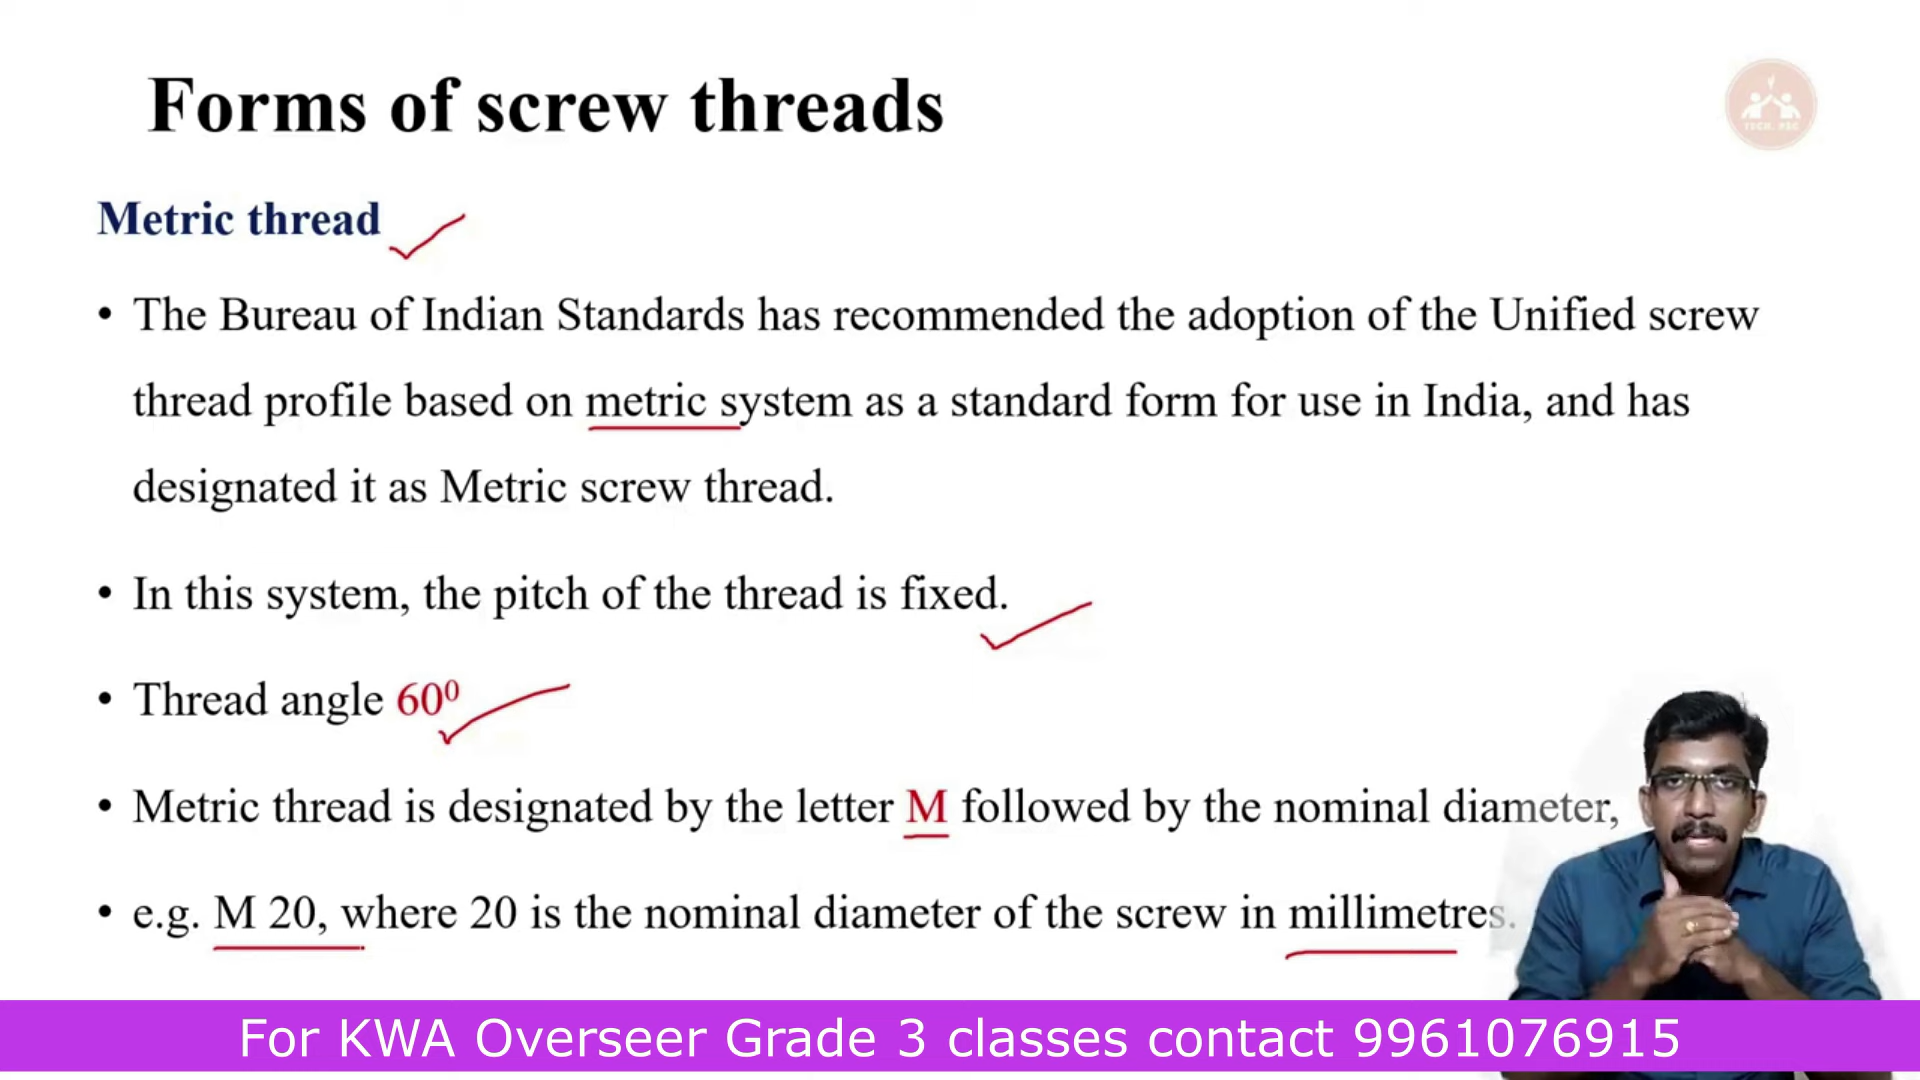 Forms of screw threads
TECH. PSC
Metric thread
• The Bureau of Indian Standards has recommended the adoption of the Unified screw
thread profile based on metric system as a standard form for use in India, and has
designated it as Metric screw thread.
• In this system, the pitch of the thread is fixed.
• Thread angle 60⁰
• Metric thread is designated by the letter M followed by the nominal diameter,
• e.g. M 20, where 20 is the nominal diameter of the screw in millimetres.
For KWA Overseer Grade 3 classes contact 9961076915